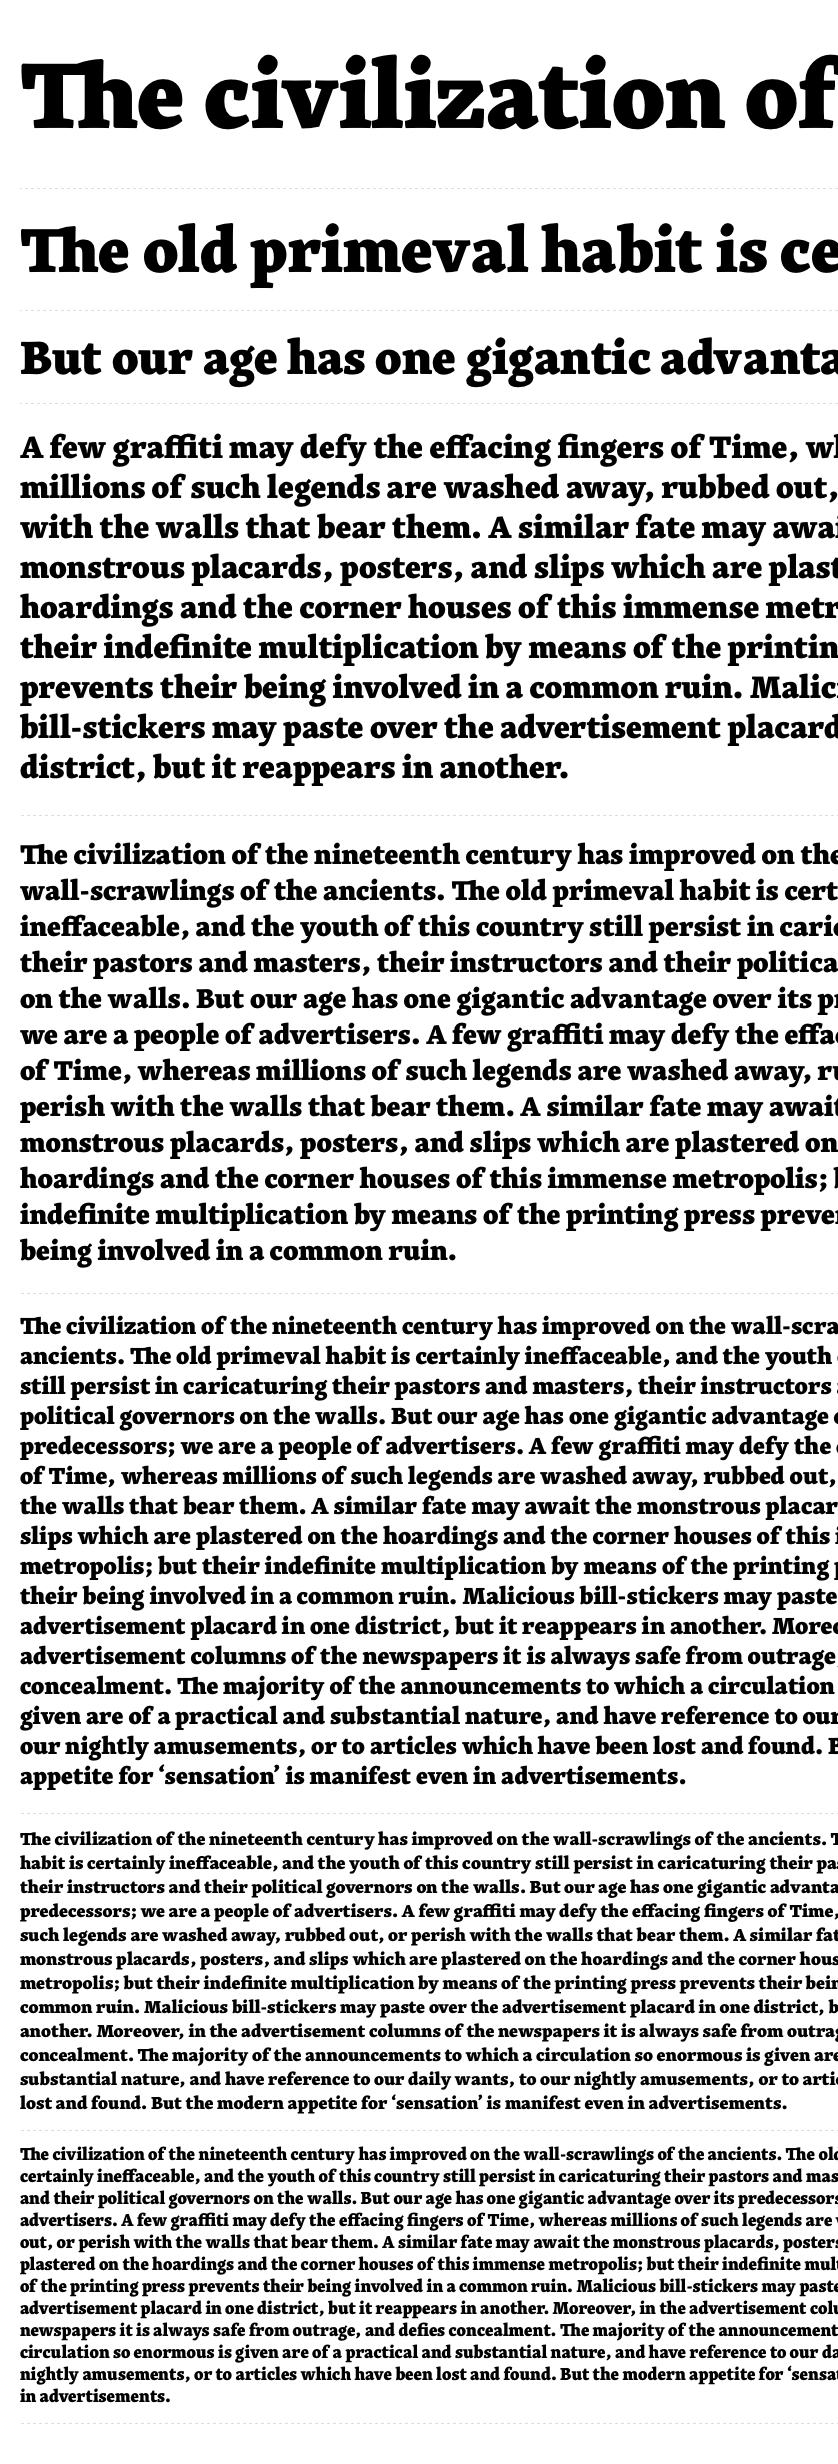 The civilization of
The old primeval habit is ce
But our age has one gigantic advanta
A few graffiti may defy the effacing fingers of Time, wh
millions of such legends are washed away, rubbed out,
with the walls that bear them. A similar fate may awai
monstrous placards, posters, and slips which are plast
hoardings and the corner houses of this immense metr
their indefinite multiplication by means of the printin
prevents their being involved in a common ruin. Malici
bill-stickers may paste over the advertisement placard
district, but it reappears in another.
The civilization of the nineteenth century has improved on the
wall-scrawlings of the ancients. The old primeval habit is cert
ineffaceable, and the youth of this country still persist in caric
their pastors and masters, their instructors and their politica
on the walls. But our age has one gigantic advantage over its pr
we are a people of advertisers. A few graffiti may defy the effac
of Time, whereas millions of such legends are washed away, ru
perish with the walls that bear them. A similar fate may await
monstrous placards, posters, and slips which are plastered on
hoardings and the corner houses of this immense metropolis; b
indefinite multiplication by means of the printing press preven
being involved in a common ruin.
The civilization of the nineteenth century has improved on the wall-scra
ancients. The old primeval habit is certainly ineffaceable, and the youth
still persist in caricaturing their pastors and masters, their instructors
political governors on the walls. But our age has one gigantic advantage
predecessors; we are a people of advertisers. A few graffiti may defy the
of Time, whereas millions of such legends are washed away, rubbed out,
the walls that bear them. A similar fate may await the monstrous placar
slips which are plastered on the hoardings and the corner houses of this
metropolis; but their indefinite multiplication by means of the printing
their being involved in a common ruin. Malicious bill-stickers may paste
advertisement placard in one district, but it reappears in another. Moreo
advertisement columns of the newspapers it is always safe from outrage,
concealment. The majority of the announcements to which a circulation
given are of a practical and substantial nature, and have reference to our
our nightly amusements, or to articles which have been lost and found. B
appetite for ‘sensation’ is manifest even in advertisements.
The civilization of the nineteenth century has improved on the wall-scrawlings of the ancients. T
habit is certainly ineffaceable, and the youth of this country still persist in caricaturing their pas
their instructors and their political governors on the walls. But our age has one gigantic advanta
predecessors; we are a people of advertisers. A few graffiti may defy the effacing fingers of Time,
such legends are washed away, rubbed out, or perish with the walls that bear them. A similar fat
monstrous placards, posters, and slips which are plastered on the hoardings and the corner hous
metropolis; but their indefinite multiplication by means of the printing press prevents their bein
common ruin. Malicious bill-stickers may paste over the advertisement placard in one district, b
another. Moreover, in the advertisement columns of the newspapers it is always safe from outrag
concealment. The majority of the announcements to which a circulation so enormous is given are
substantial nature, and have reference to our daily wants, to our nightly amusements, or to artic
lost and found. But the modern appetite for ‘sensation’ is manifest even in advertisements.
The civilization of the nineteenth century has improved on the wall-scrawlings of the ancients. The old
certainly ineffaceable, and the youth of this country still persist in caricaturing their pastors and mas
and their political governors on the walls. But our age has one gigantic advantage over its predecessors
advertisers. A few graffiti may defy the effacing fingers of Time, whereas millions of such legends are w
out, or perish with the walls that bear them. A similar fate may await the monstrous placards, posters
plastered on the hoardings and the corner houses of this immense metropolis; but their indefinite mul
of the printing press prevents their being involved in a common ruin. Malicious bill-stickers may paste
advertisement placard in one district, but it reappears in another. Moreover, in the advertisement colu
newspapers it is always safe from outrage, and defies concealment. The majority of the announcement
circulation so enormous is given are of a practical and substantial nature, and have reference to our da
nightly amusements, or to articles which have been lost and found. But the modern appetite for ‘sensat
in advertisements.